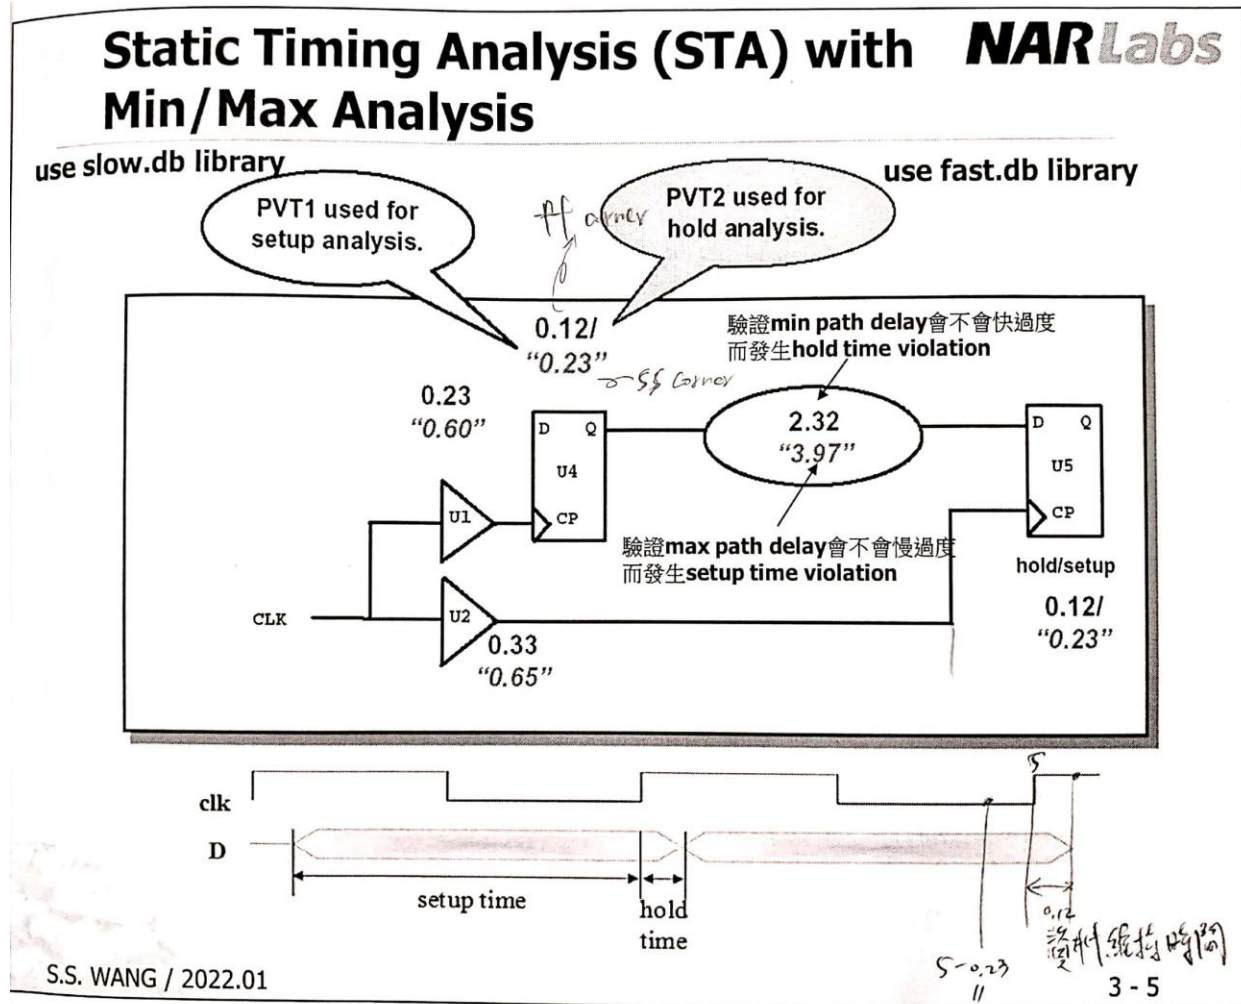 Static Timing Analysis (STA) with
Min/Max Analysis
NARLabs
use slow.db library
use fast.db library
PVT1 used for
setup analysis.
PVT2 used for
hold analysis.
ff corner
0.12/
“0.23”
SS Corner
驗證min path delay會不會快過度
而發生hold time violation
0.23
“0.60”
2.32
“3.97”
D Q
U4
CP
D Q
U5
CP
U1
驗證max path delay會不會慢過度
而發生setup time violation
hold/setup
0.12/
“0.23”
CLK
U2
0.33
“0.65”
5
clk
D
setup time
hold
time
0.12
資料維持時間
5-0.23
S.S. WANG / 2022.01
3 - 5